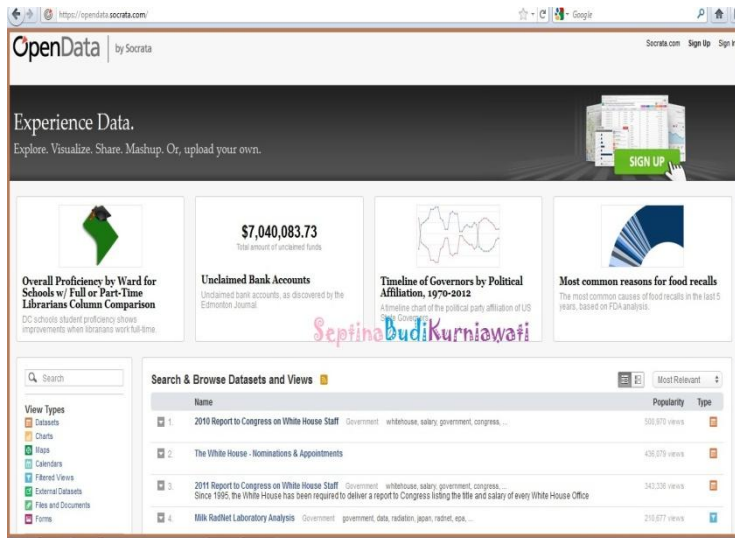 https://opendata.socrata.com/
Google
OpenData by Socrata
Socrata.com Sign Up Sign In
Experience Data.
Explore. Visualize. Share. Mashup. Or, upload your own.
SIGN UP
Overall Proficiency by Ward for
Schools w/ Full or Part-Time
Librarians Column Comparison
DC schools student proficiency shows
improvements when librarians work full-time.
$7,040,083.73
Total amount of unclaimed funds
Unclaimed Bank Accounts
Unclaimed bank accounts, as discovered by the
Edmonton Journal.
Timeline of Governors by Political
Affiliation, 1970-2012
A timeline chart of the political party affiliation of US
State Governors.
Most common reasons for food recalls
The most common causes of food recalls in the last 5
years, based on FDA analysis.
SeptinaBudiKurniawati
Search
View Types
Datasets
Charts
Maps
Calendars
Filtered Views
External Datasets
Files and Documents
Forms
Search & Browse Datasets and Views
Most Relevant
Name Popularity Type
1. 2010 Report to Congress on White House Staff Government whitehouse, salary, government, congress, ... views
2. The White House - Nominations & Appointments 436,079 views
3. 2011 Report to Congress on White House Staff Government whitehouse, salary, government, congress, ... 343,336 views
Since 1995, the White House has been required to deliver a report to Congress listing the title and salary of every White House Office
4. Milk RadNet Laboratory Analysis Government government, data, radiation, japan, radnet, epa, ... 210,677 views